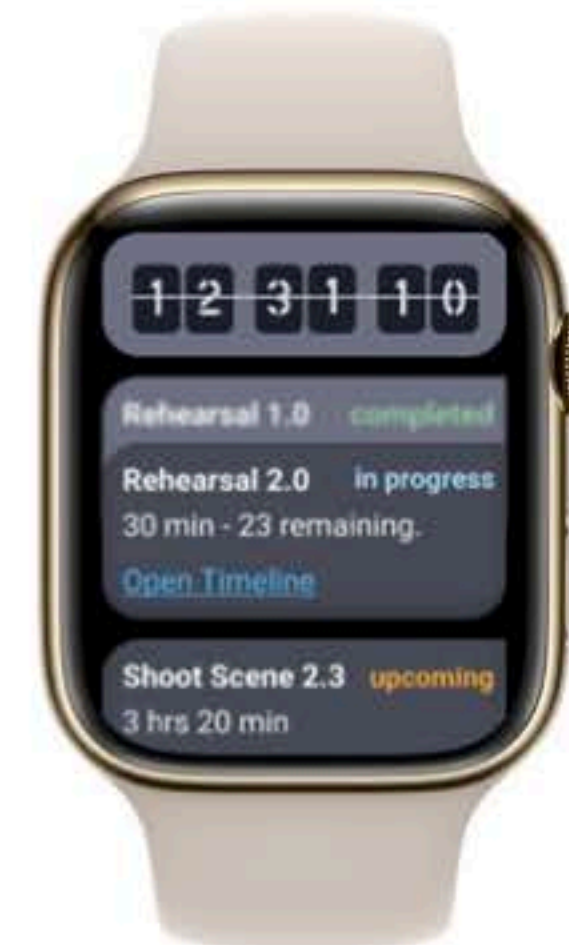 12 31 10
Rehearsal 1.0 completed
Rehearsal 2.0 in progress
30 min - 23 remaining.
Open Timeline
Shoot Scene 2.3 upcoming
3 hrs 20 min